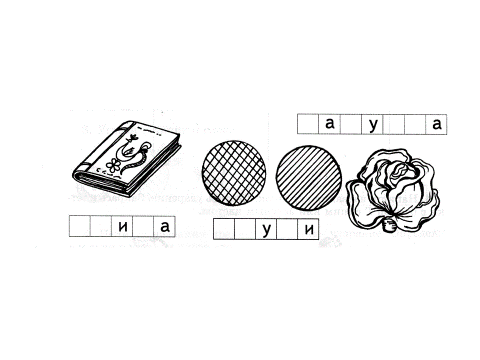 а у а
и а
у и